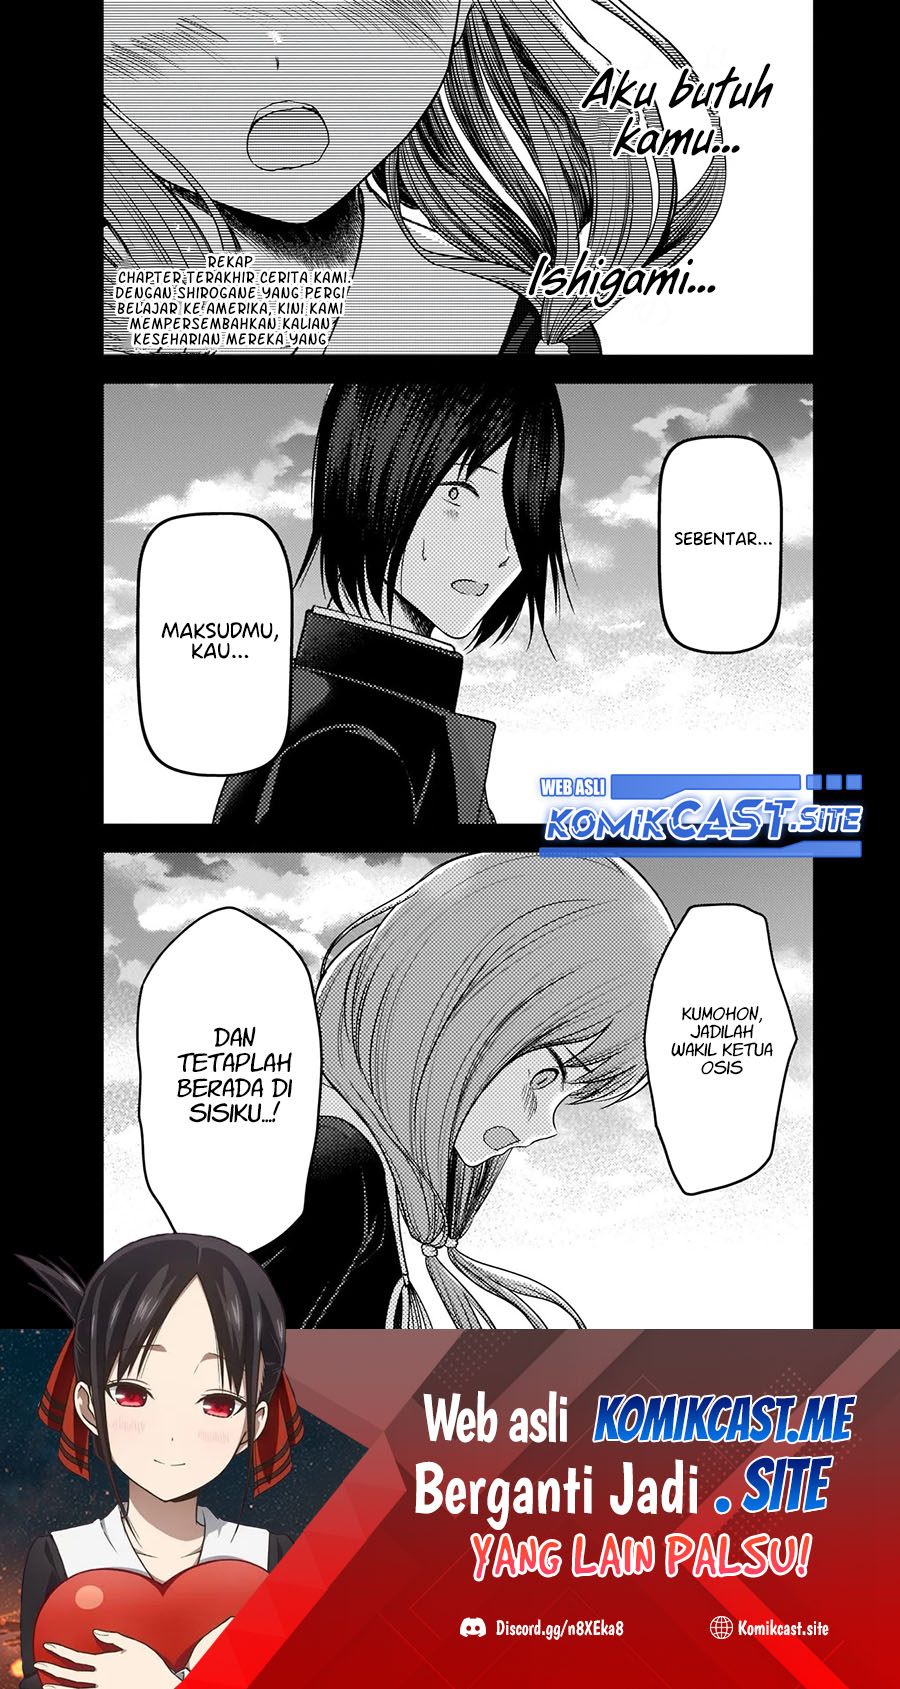 Aku butuh
kamu...
Ishigami...
REKAP
CHAPTER TERAKHIR CERITA KAMI.
DENGAN SHIROGANE YANG PERGI
BELAJAR KE AMERIKA, KINI KAMI
MEMPERSEMBAHKAN KALIAN
KESEHARIAN MEREKA YANG
SEBENTAR...
MAKSUDMU,
KAU...
WEB ASLI
KOMIKCAST.SITE
KUMOHON,
JADILAH
WAKIL KETUA
OSIS
DAN
TETAPLAH
BERADA DI
SISIKU...!
Web asli KOMIKCAST.ME
Berganti Jadi .SITE
YANG LAIN PALSU!
Discord.gg/n8XEka8
Komikcast.site